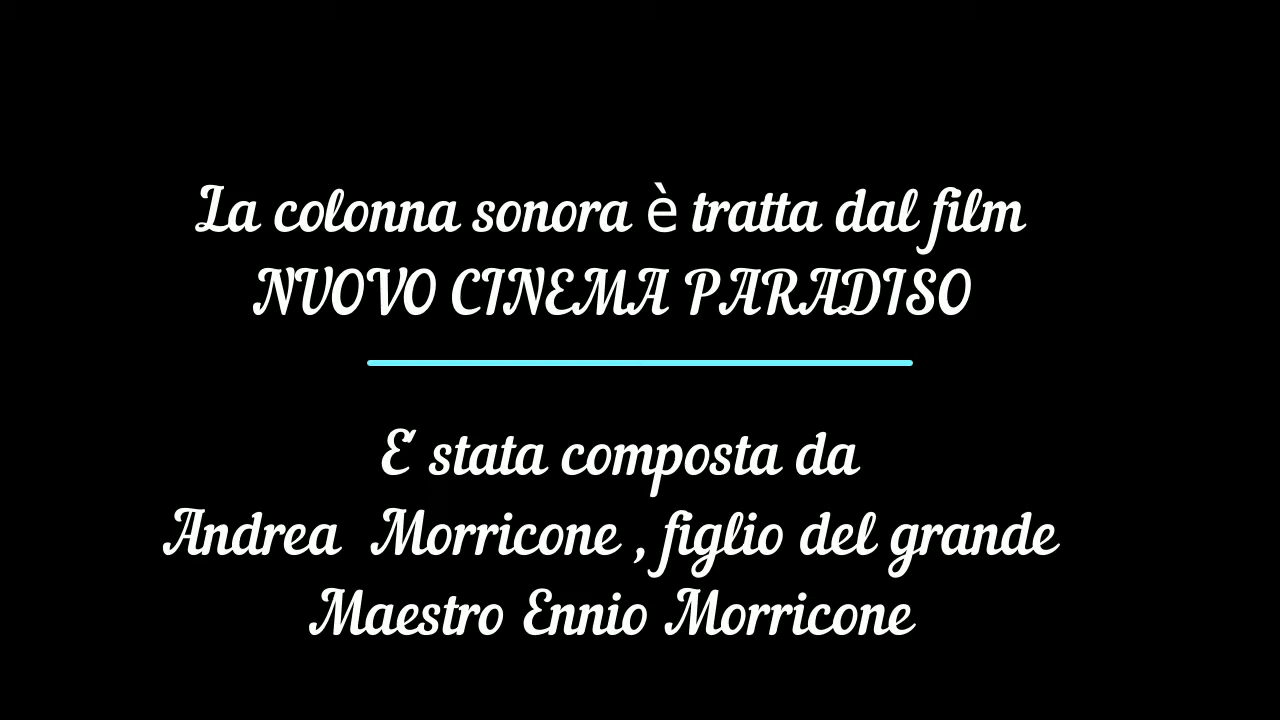 La colonna sonora è tratta dal film
NUOVO CINEMA PARADISO
E' stata composta da
Andrea  Morricone , figlio del grande
Maestro Ennio Morricone